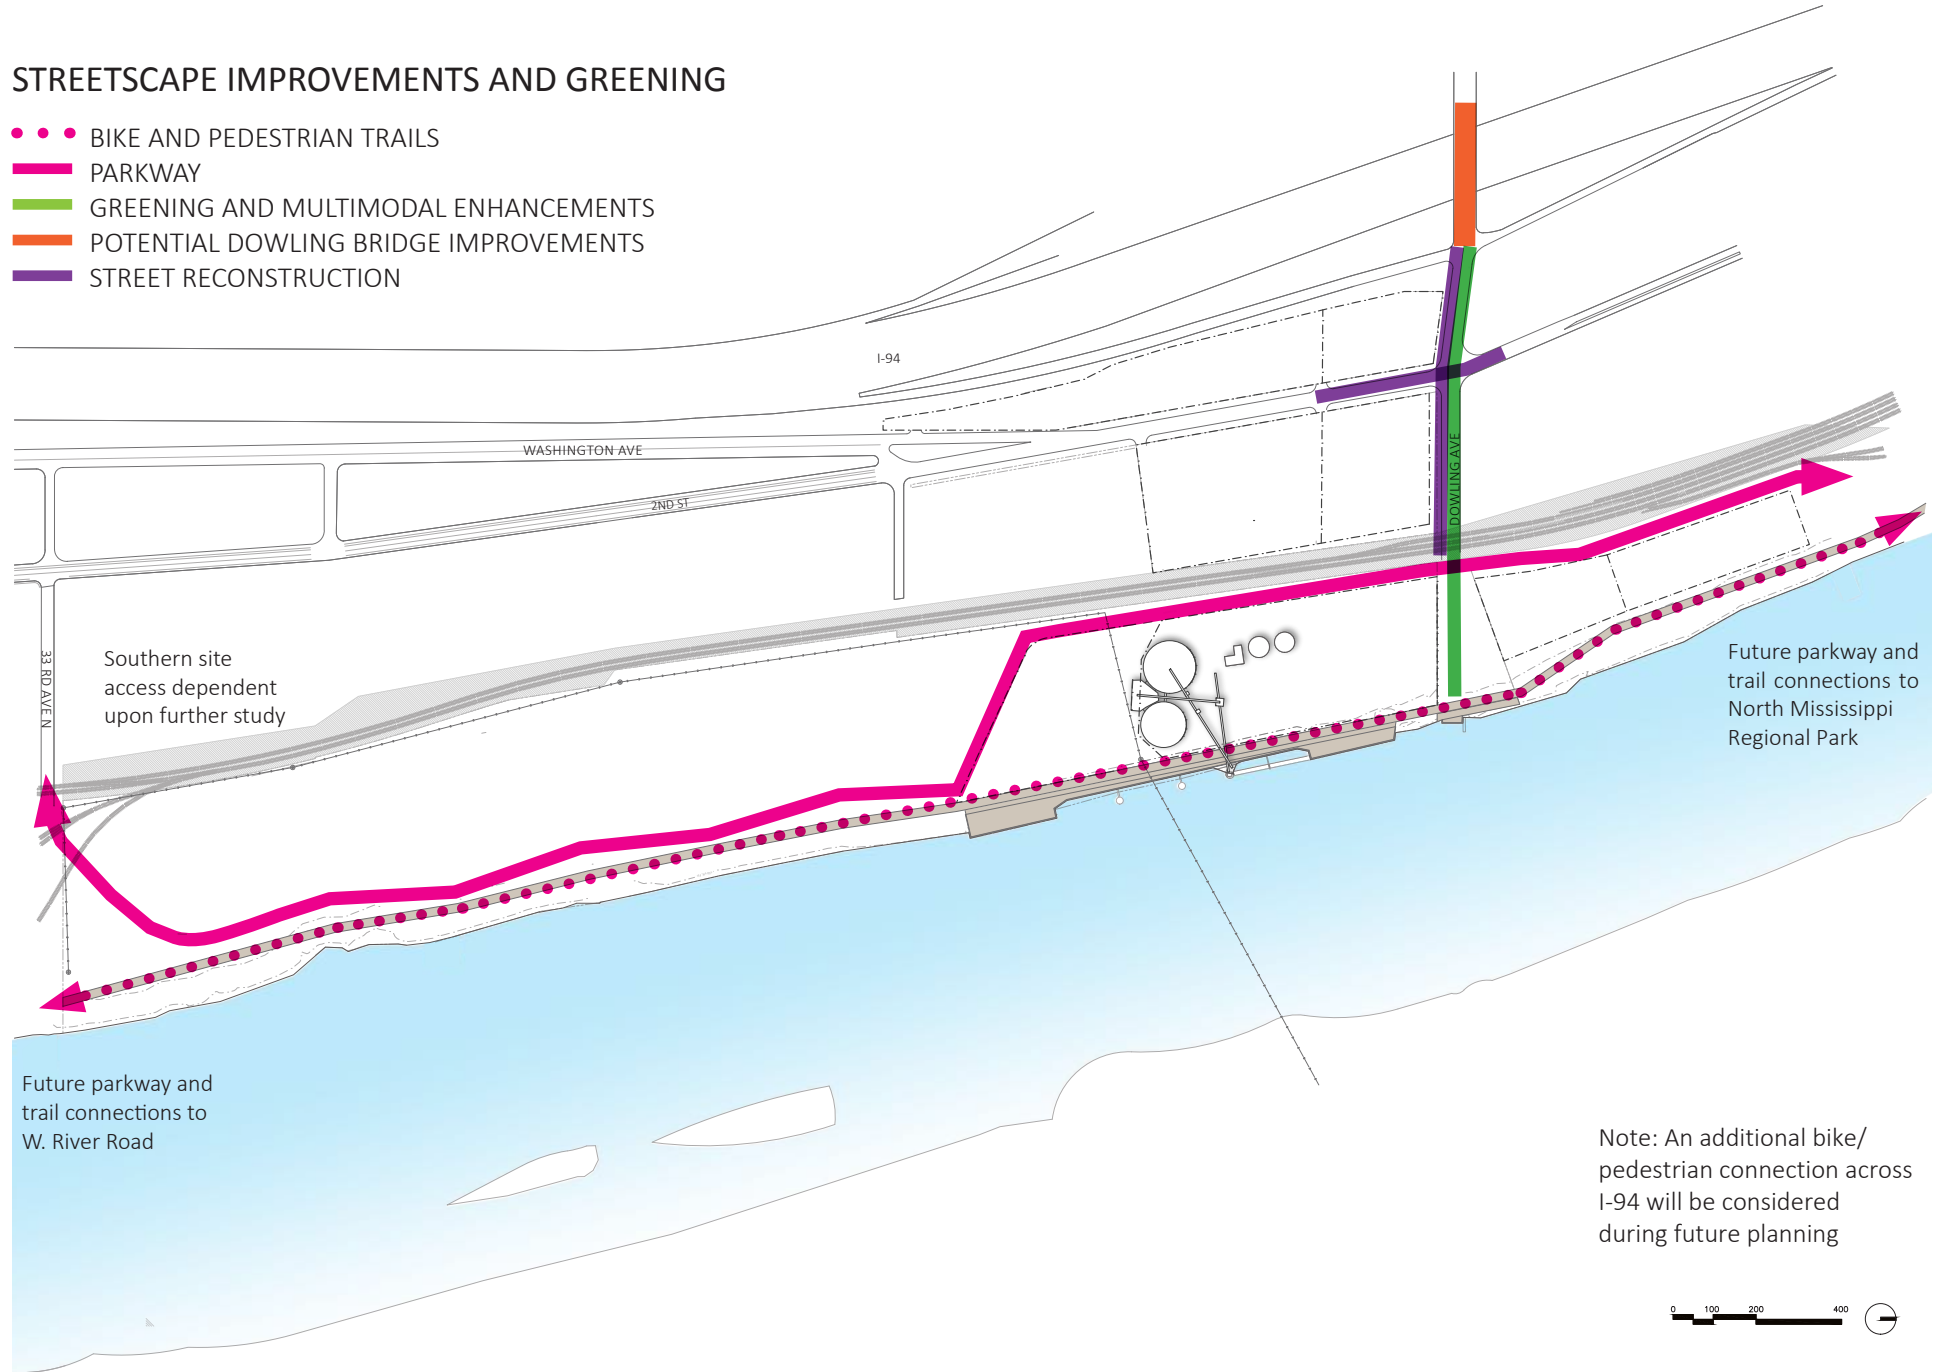 STREETSCAPE IMPROVEMENTS AND GREENING
BIKE AND PEDESTRIAN TRAILS
PARKWAY
GREENING AND MULTIMODAL ENHANCEMENTS
POTENTIAL DOWLING BRIDGE IMPROVEMENTS
STREET RECONSTRUCTION
I-94
WASHINGTON AVE
2ND ST
DOWLING AVE
33 RD AVE N
Southern site
access dependent
upon further study
Future parkway and
trail connections to
North Mississippi
Regional Park
Future parkway and
trail connections to
W. River Road
Note: An additional bike/
pedestrian connection across
I-94 will be considered
during future planning
0 100 200 400